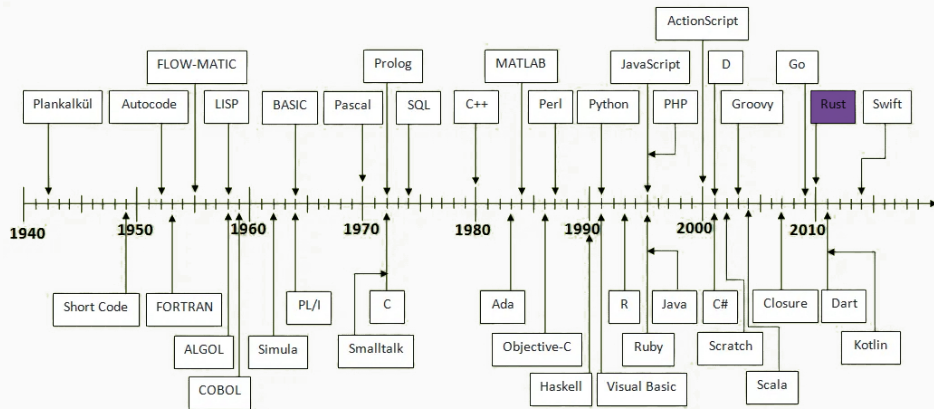 ActionScript
FLOW-MATIC
Prolog
MATLAB
JavaScript
D
Go
Plankalkül
Autocode
LISP
BASIC
Pascal
SQL
C++
Perl
Python
PHP
Groovy
Rust
Swift
1940
1950
1960
1970
1980
1990
2000
2010
Short Code
FORTRAN
PL/I
C
Ada
R
Java
C#
Closure
Dart
ALGOL
Simula
Smalltalk
Objective-C
Ruby
Scratch
Kotlin
COBOL
Haskell
Visual Basic
Scala